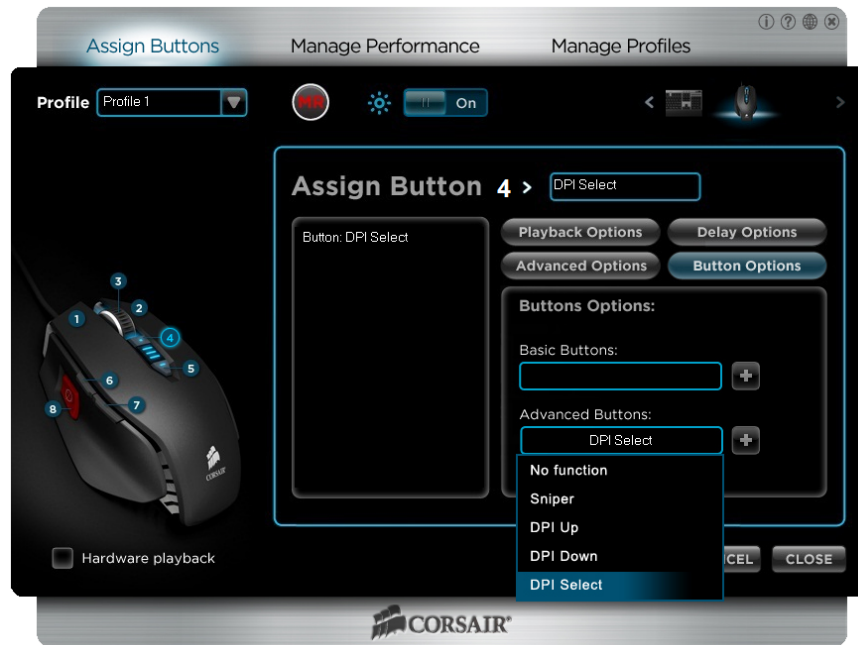 Assign Buttons Manage Performance Manage Profiles
Profile Profile 1 MR On
Assign Button 4 > DPI Select
Button: DPI Select
Playback Options Delay Options
Advanced Options Button Options
Buttons Options:
Basic Buttons:
Advanced Buttons:
DPI Select
No function
Sniper
DPI Up
DPI Down
DPI Select
1
2
3
4
5
6
7
8
CORSAIR
Hardware playback
CEL CLOSE
CORSAIR